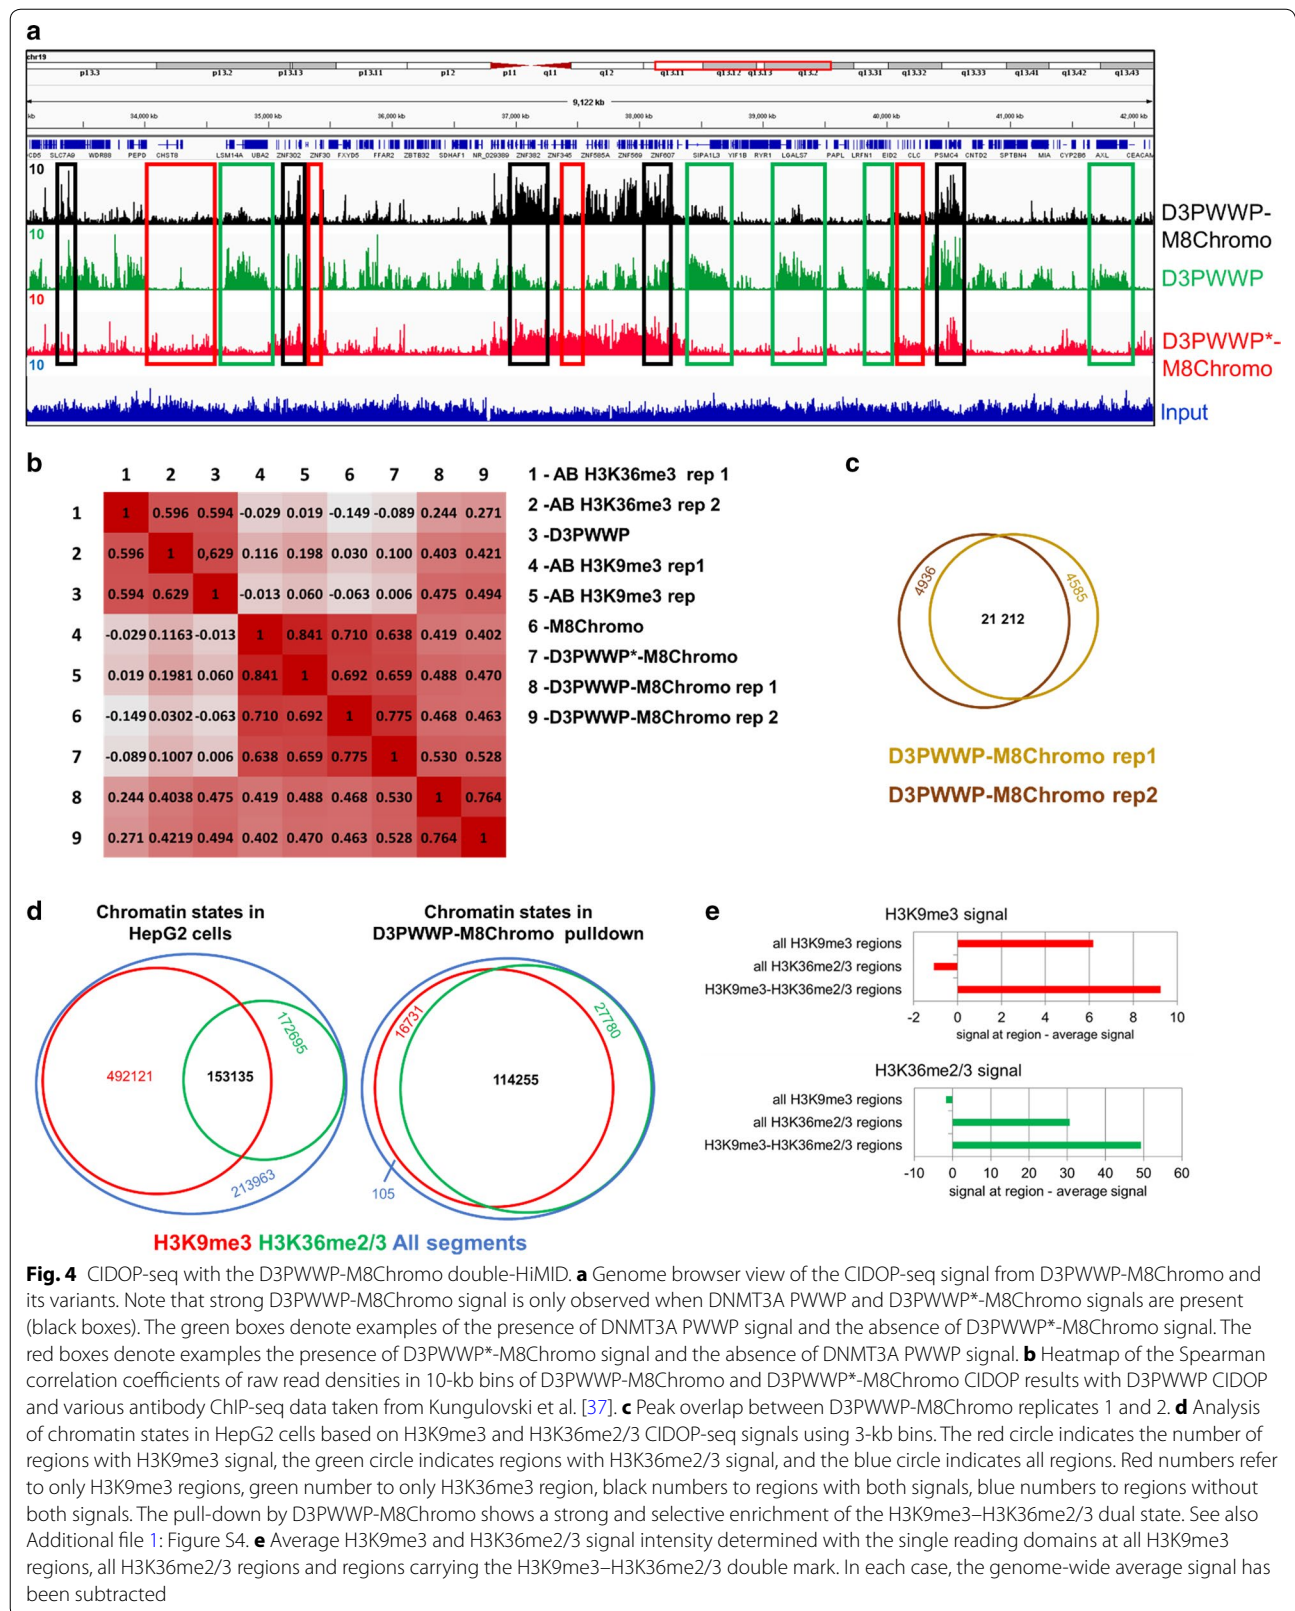 a
chr19
p13.3 p13.2 p13.13 p13.11 p12 p11 q11 q12 q13.11 q13.12 q13.13 q13.2 q13.31 q13.32 q13.33 q13.41 q13.42 q13.43
9,122 kb
kb 34,000 kb 35,000 kb 36,000 kb 37,000 kb 38,000 kb 39,000 kb 40,000 kb 41,000 kb 42,000 kb
CD5 SLC7A9 WDR88 PEPD CHST8 LSM14A UBA2 ZNF302 ZNF30 FXYD5 FFAR2 ZBTB32 SDHAF1 NR_029389 ZNF382 ZNF345 ZNF585A ZNF569 ZNF607 SIPA1L3 YIF1B RYR1 LGALS7 PAPL LRFN1 EID2 CLC PSMC4 CNTD2 SPTBN4 MIA CYP2B6 AXL CEACAM
10
D3PWWP-
M8Chromo
10
D3PWWP
10
D3PWWP*-
M8Chromo
10
Input
b
1 2 3 4 5 6 7 8 9
1 1 0.596 0.594 -0.029 0.019 -0.149 -0.089 0.244 0.271
2 0.596 1 0,629 0.116 0.198 0.030 0.100 0.403 0.421
3 0.594 0.629 1 -0.013 0.060 -0.063 0.006 0.475 0.494
4 -0.029 0.1163 -0.013 1 0.841 0.710 0.638 0.419 0.402
5 0.019 0.1981 0.060 0.841 1 0.692 0.659 0.488 0.470
6 -0.149 0.0302 -0.063 0.710 0.692 1 0.775 0.468 0.463
7 -0.089 0.1007 0.006 0.638 0.659 0.775 1 0.530 0.528
8 0.244 0.4038 0.475 0.419 0.488 0.468 0.530 1 0.764
9 0.271 0.4219 0.494 0.402 0.470 0.463 0.528 0.764 1
1 - AB H3K36me3 rep 1
2 -AB H3K36me3 rep 2
3 -D3PWWP
4 -AB H3K9me3 rep1
5 -AB H3K9me3 rep
6 -M8Chromo
7 -D3PWWP*-M8Chromo
8 -D3PWWP-M8Chromo rep 1
9 -D3PWWP-M8Chromo rep 2
c
4936
21 212
4585
D3PWWP-M8Chromo rep1
D3PWWP-M8Chromo rep2
d
Chromatin states in
HepG2 cells
492121
153135
172695
213963
Chromatin states in
D3PWWP-M8Chromo pulldown
16731
27780
114255
105
H3K9me3 H3K36me2/3 All segments
e
H3K9me3 signal
all H3K9me3 regions
all H3K36me2/3 regions
H3K9me3-H3K36me2/3 regions
-2 0 2 4 6 8 10
signal at region - average signal
H3K36me2/3 signal
all H3K9me3 regions
all H3K36me2/3 regions
H3K9me3-H3K36me2/3 regions
-10 0 10 20 30 40 50 60
signal at region - average signal
Fig. 4 CIDOP-seq with the D3PWWP-M8Chromo double-HiMID. a Genome browser view of the CIDOP-seq signal from D3PWWP-M8Chromo and
its variants. Note that strong D3PWWP-M8Chromo signal is only observed when DNMT3A PWWP and D3PWWP*-M8Chromo signals are present
(black boxes). The green boxes denote examples of the presence of DNMT3A PWWP signal and the absence of D3PWWP*-M8Chromo signal. The
red boxes denote examples the presence of D3PWWP*-M8Chromo signal and the absence of DNMT3A PWWP signal. b Heatmap of the Spearman
correlation coefficients of raw read densities in 10-kb bins of D3PWWP-M8Chromo and D3PWWP*-M8Chromo CIDOP results with D3PWWP CIDOP
and various antibody ChIP-seq data taken from Kungulovski et al. [37]. c Peak overlap between D3PWWP-M8Chromo replicates 1 and 2. d Analysis
of chromatin states in HepG2 cells based on H3K9me3 and H3K36me2/3 CIDOP-seq signals using 3-kb bins. The red circle indicates the number of
regions with H3K9me3 signal, the green circle indicates regions with H3K36me2/3 signal, and the blue circle indicates all regions. Red numbers refer
to only H3K9me3 regions, green number to only H3K36me3 region, black numbers to regions with both signals, blue numbers to regions without
both signals. The pull-down by D3PWWP-M8Chromo shows a strong and selective enrichment of the H3K9me3–H3K36me2/3 dual state. See also
Additional file 1: Figure S4. e Average H3K9me3 and H3K36me2/3 signal intensity determined with the single reading domains at all H3K9me3
regions, all H3K36me2/3 regions and regions carrying the H3K9me3–H3K36me2/3 double mark. In each case, the genome-wide average signal has
been subtracted